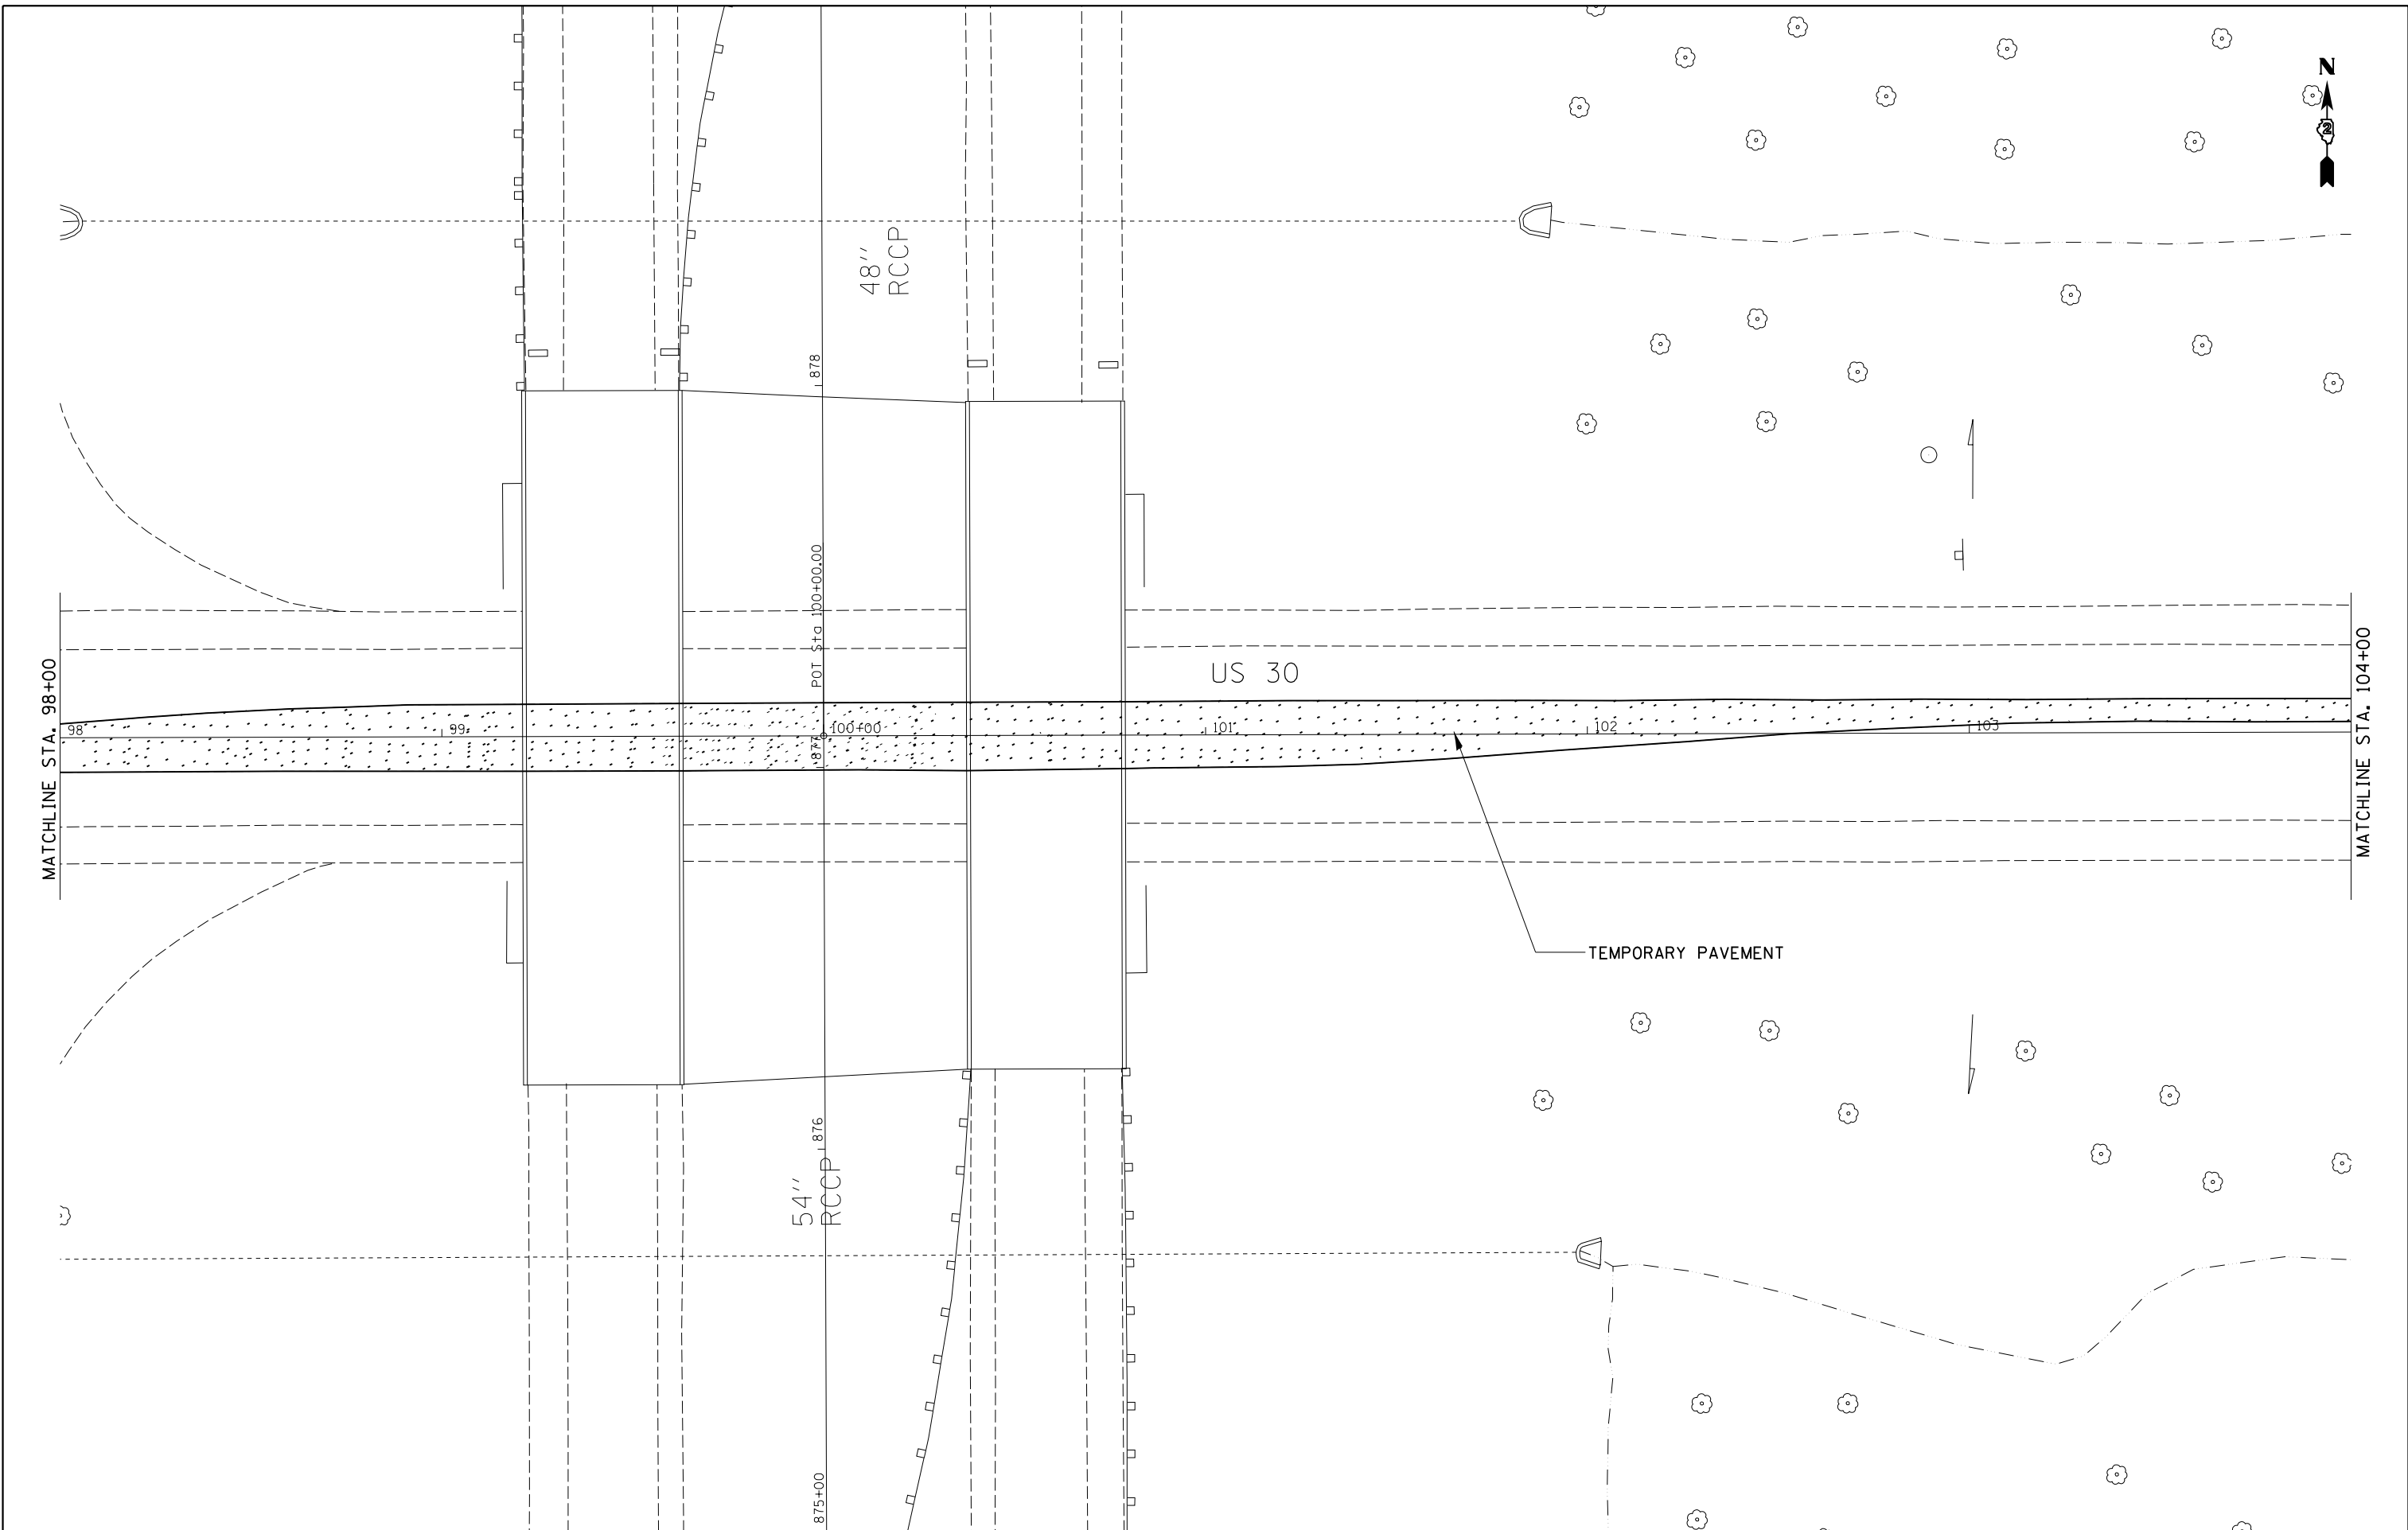 N
2
48''
RCCP
878
POT Sta 100+00.00
US 30
MATCHLINE STA. 98+00
MATCHLINE STA. 104+00
98
99
100+00
101
102
103
TEMPORARY PAVEMENT
876
54''
RCCP
875+00